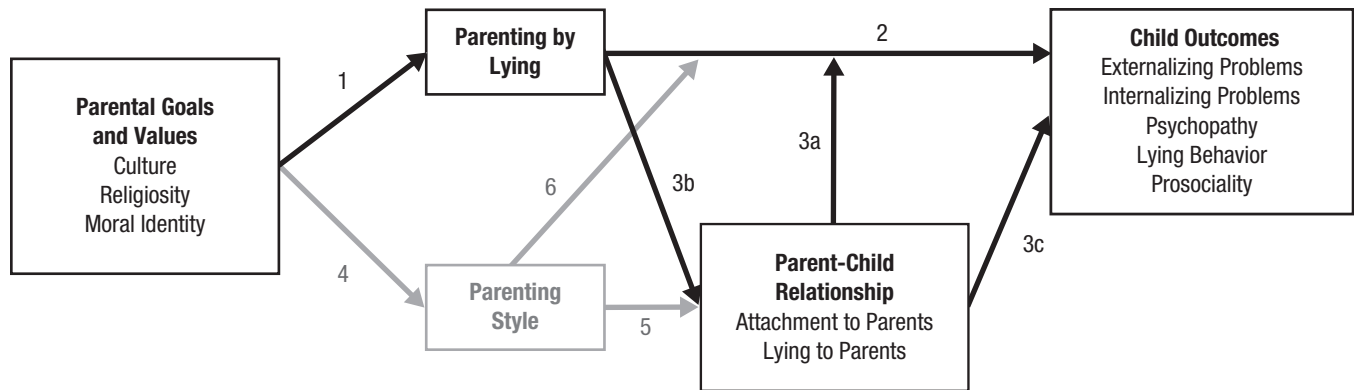 Parental Goals
and Values
Culture
Religiosity
Moral Identity
1
Parenting by
Lying
2
Child Outcomes
Externalizing Problems
Internalizing Problems
Psychopathy
Lying Behavior
Prosociality
3a
3b
6
3c
4
Parenting
Style
5
Parent-Child
Relationship
Attachment to Parents
Lying to Parents